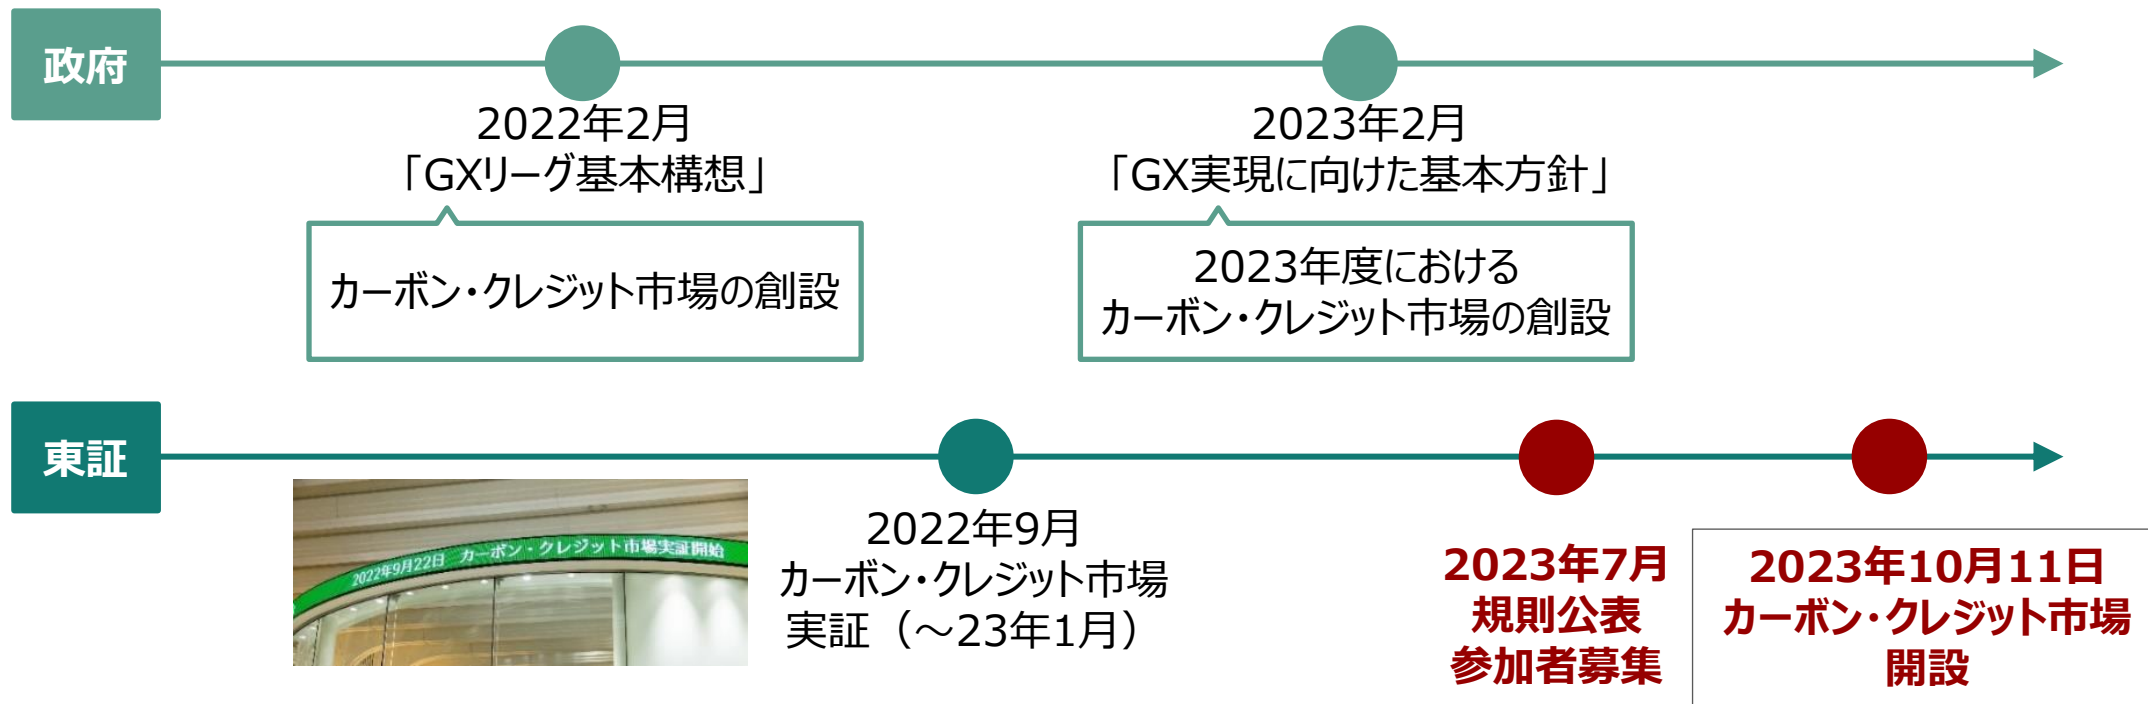 政府
2022年2月
「GXリーグ基本構想」
カーボン・クレジット市場の創設
2023年2月
「GX実現に向けた基本方針」
2023年度における
カーボン・クレジット市場の創設
東証
2022年9月22日 カーボン・クレジット市場実証開始
2022年9月
カーボン・クレジット市場
実証（～23年1月）
2023年7月
規則公表
参加者募集
2023年10月11日
カーボン・クレジット市場
開設